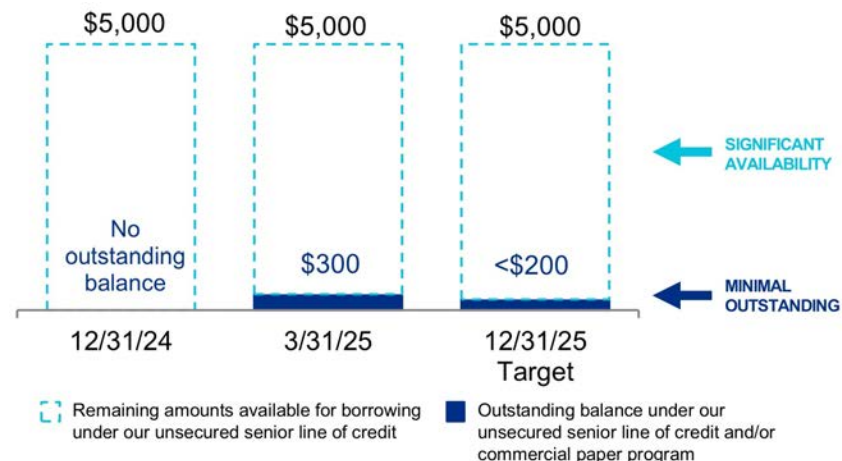 $5,000
$5,000
$5,000
SIGNIFICANT
AVAILABILITY
No
outstanding
balance
$300
<$200
MINIMAL
OUTSTANDING
12/31/24
3/31/25
12/31/25
Target
Remaining amounts available for borrowing
under our unsecured senior line of credit
Outstanding balance under our
unsecured senior line of credit and/or
commercial paper program